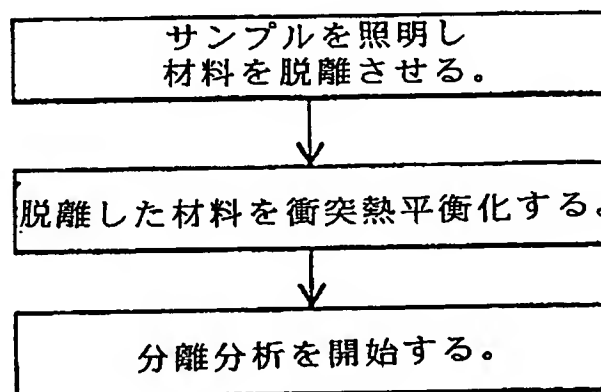 サンプルを照明し
材料を脱離させる。
脱離した材料を衝突熱平衡化する。
分離分析を開始する。